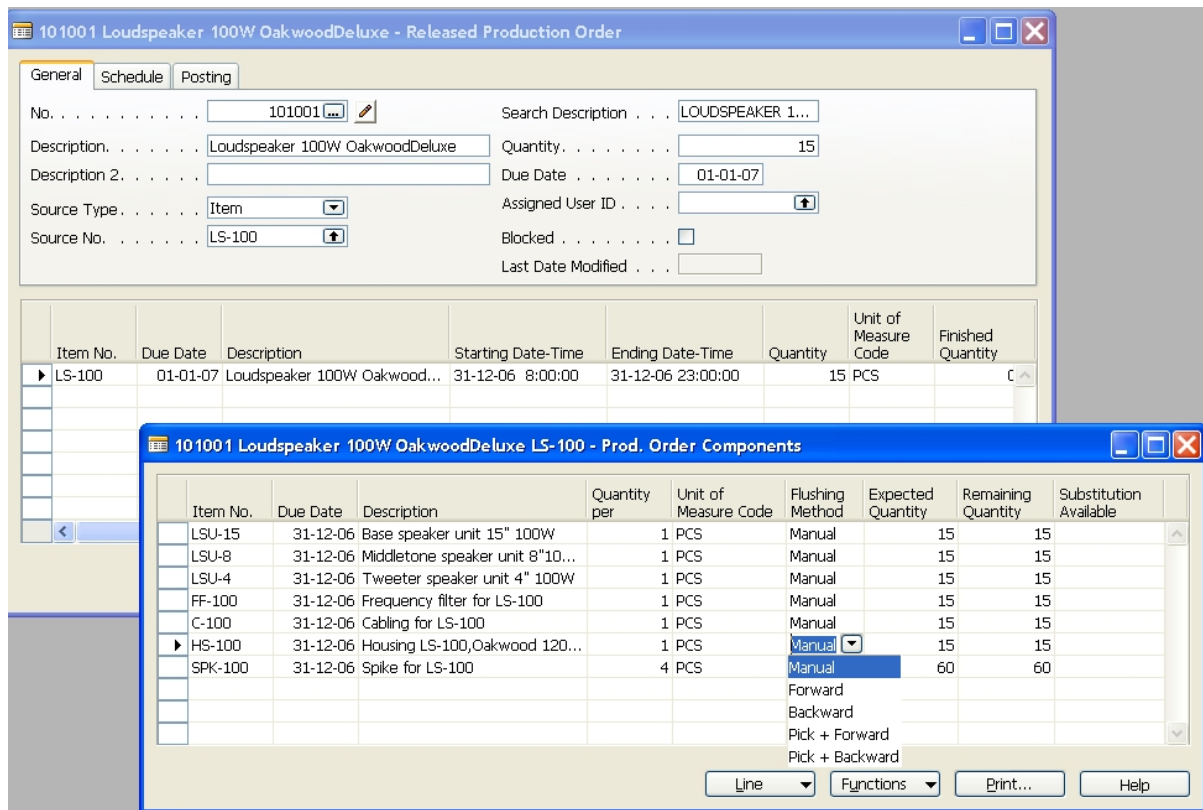 101001 Loudspeaker 100W OakwoodDeluxe - Released Production Order
General Schedule Posting
No. . . . . . . . . . . . 101001 Search Description . . . LOUDSPEAKER 1...
Description. . . . . . . Loudspeaker 100W OakwoodDeluxe Quantity. . . . . . . . . 15
Description 2. . . . . . Due Date . . . . . . . 01-01-07
Source Type. . . . . . Item Assigned User ID . . . .
Source No. . . . . . . LS-100 Blocked . . . . . . . .
Last Date Modified . . .
Item No. Due Date Description Starting Date-Time Ending Date-Time Quantity Unit of Measure Code Finished Quantity
LS-100 01-01-07 Loudspeaker 100W Oakwood... 31-12-06 8:00:00 31-12-06 23:00:00 15 PCS
101001 Loudspeaker 100W OakwoodDeluxe LS-100 - Prod. Order Components
Item No. Due Date Description Quantity per Unit of Measure Code Flushing Method Expected Quantity Remaining Quantity Substitution Available
LSU-15 31-12-06 Base speaker unit 15" 100W 1 PCS Manual 15 15
LSU-8 31-12-06 Middletone speaker unit 8"10... 1 PCS Manual 15 15
LSU-4 31-12-06 Tweeter speaker unit 4" 100W 1 PCS Manual 15 15
FF-100 31-12-06 Frequency filter for LS-100 1 PCS Manual 15 15
C-100 31-12-06 Cabling for LS-100 1 PCS Manual 15 15
HS-100 31-12-06 Housing LS-100,Oakwood 120... 1 PCS Manual 15 15
SPK-100 31-12-06 Spike for LS-100 4 PCS Manual 60 60
Forward
Backward
Pick + Forward
Pick + Backward
Line Functions Print... Help